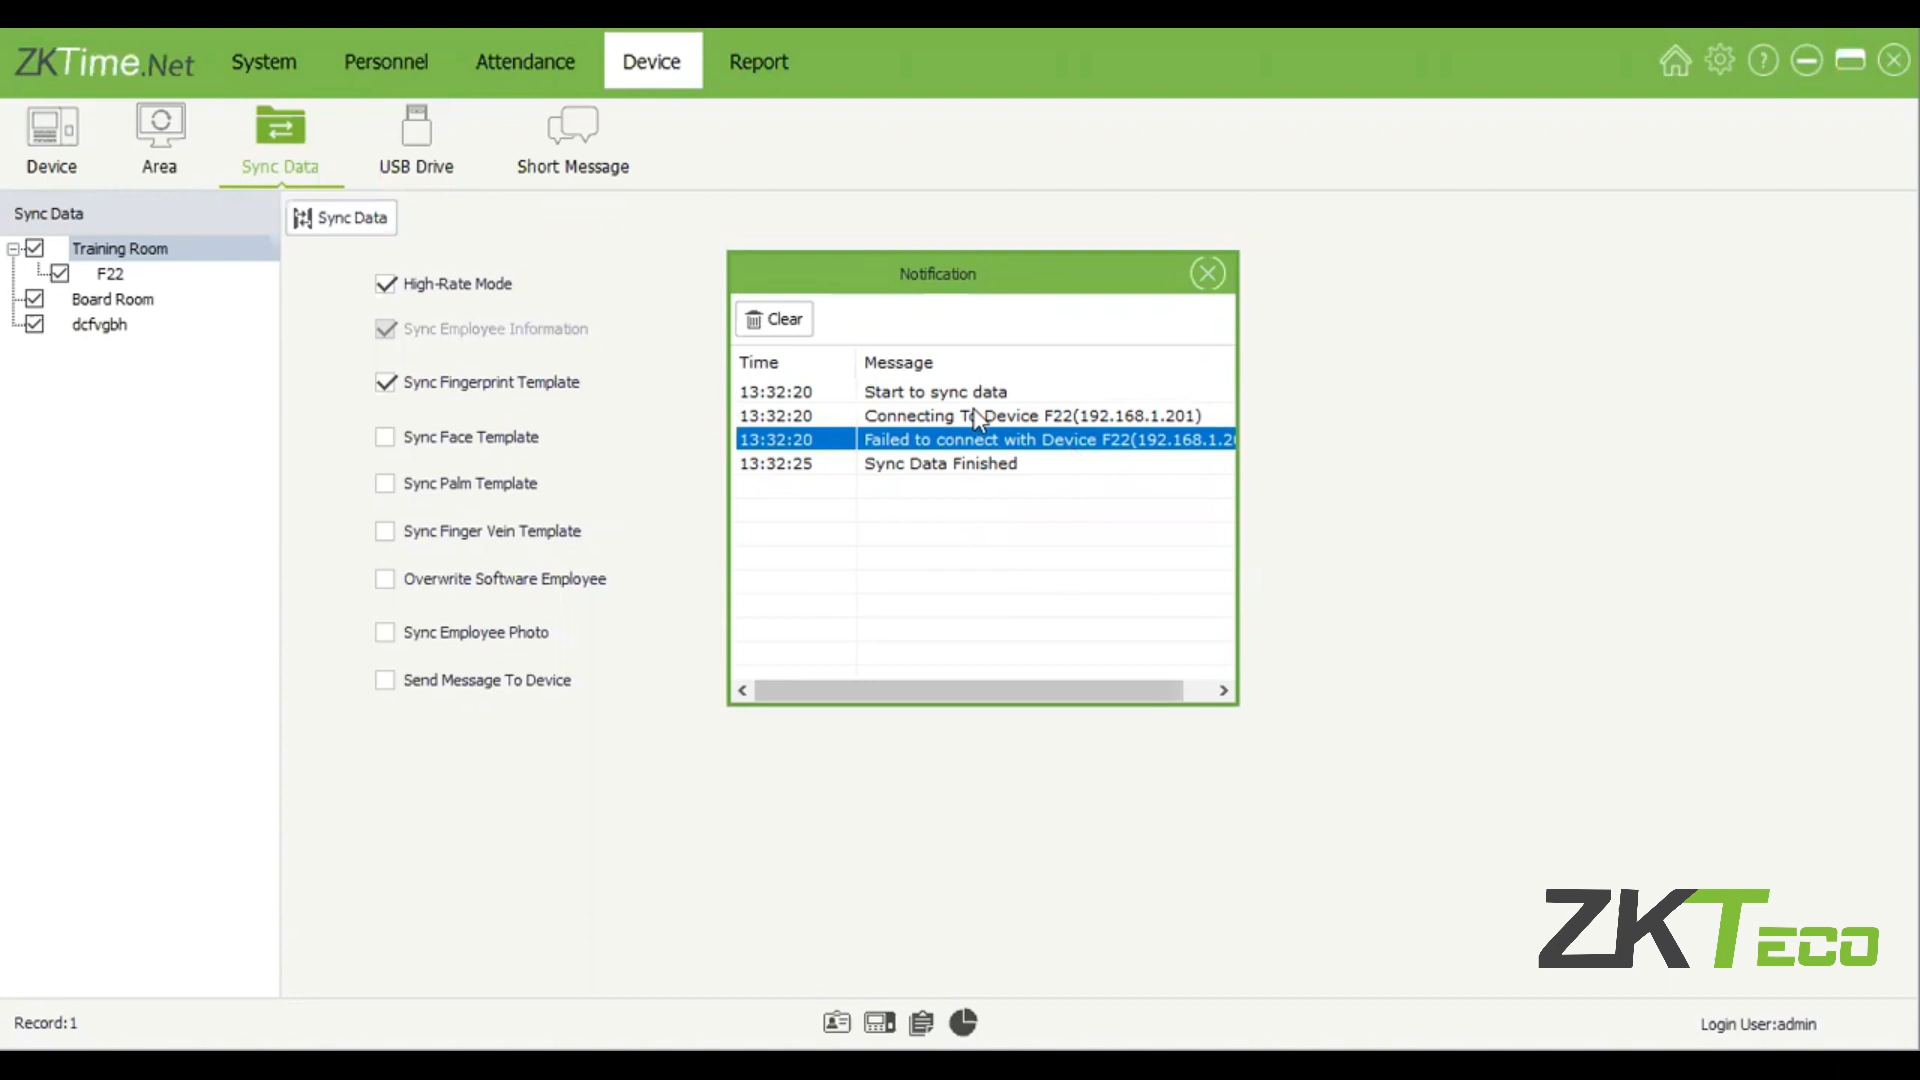 ZKTime.Net System Personnel Attendance Device Report
Device Area Sync Data USB Drive Short Message
Sync Data
Training Room
F22
Board Room
dcfvgbh
Sync Data
High-Rate Mode
Sync Employee Information
Sync Fingerprint Template
Sync Face Template
Sync Palm Template
Sync Finger Vein Template
Overwrite Software Employee
Sync Employee Photo
Send Message To Device
Notification
Clear
Time Message
13:32:20 Start to sync data
13:32:20 Connecting To Device F22(192.168.1.201)
13:32:20 Failed to connect with Device F22(192.168.1.20
13:32:25 Sync Data Finished
ZKTeco
Record:1
Login User:admin